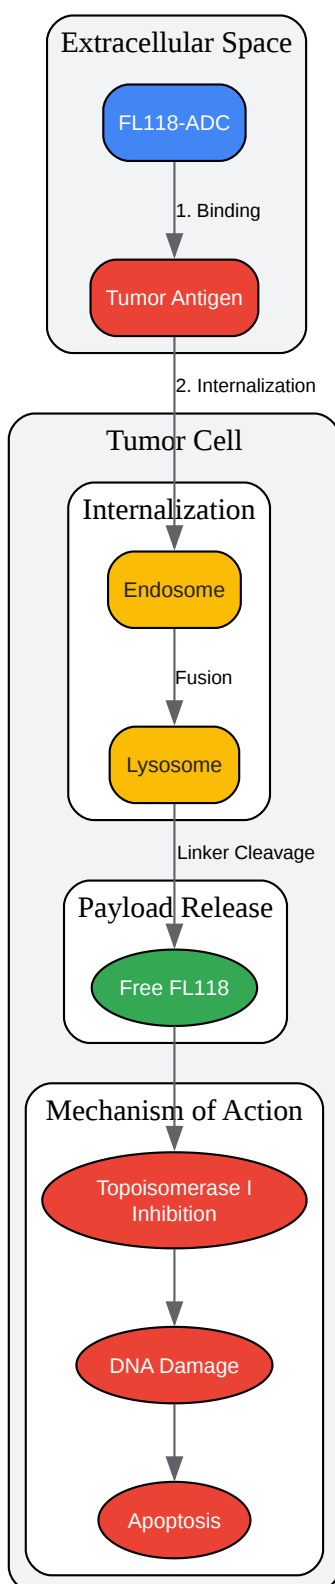 Extracellular Space
FL118-ADC
1. Binding
Tumor Antigen
2. Internalization
Tumor Cell
Internalization
Endosome
Fusion
Lysosome
Linker Cleavage
Payload Release
Free FL118
Mechanism of Action
Topoisomerase I
Inhibition
DNA Damage
Apoptosis